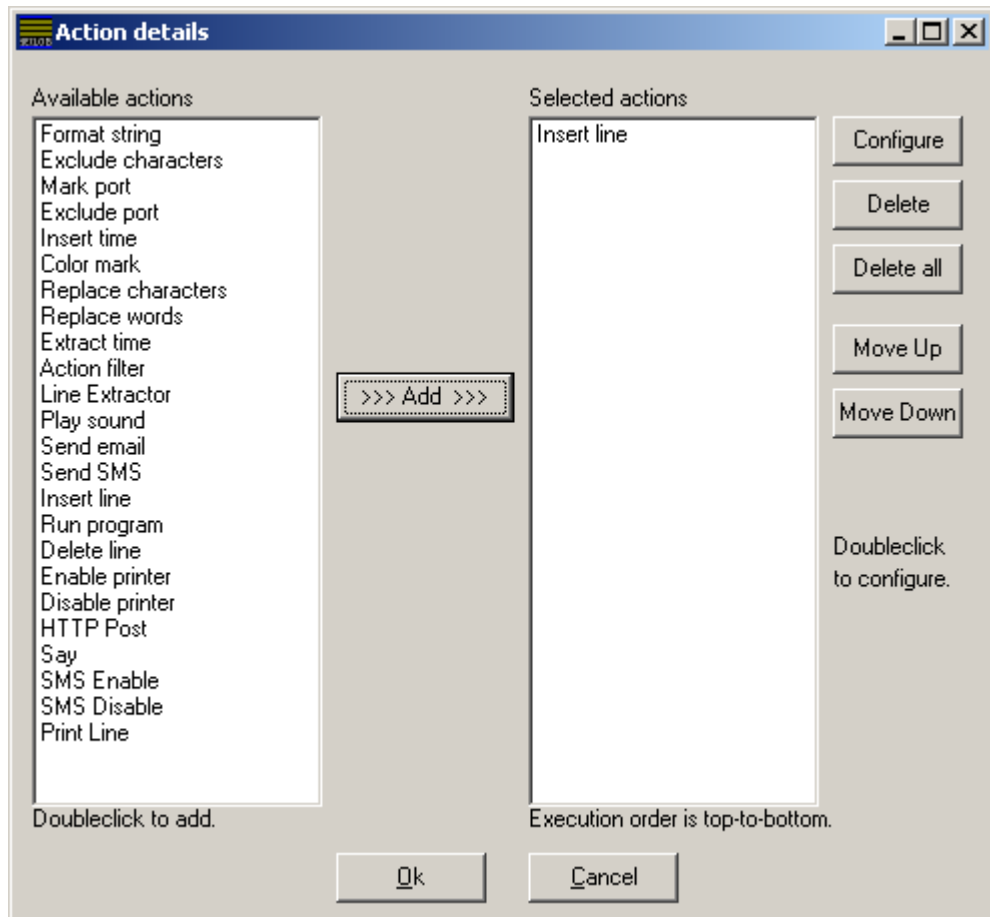 Action details
Available actions
Format string
Exclude characters
Mark port
Exclude port
Insert time
Color mark
Replace characters
Replace words
Extract time
Action filter
Line Extractor
Play sound
Send email
Send SMS
Insert line
Run program
Delete line
Enable printer
Disable printer
HTTP Post
Say
SMS Enable
SMS Disable
Print Line
Doubleclick to add.
>>> Add >>>
Selected actions
Insert line
Execution order is top-to-bottom.
Configure
Delete
Delete all
Move Up
Move Down
Doubleclick
to configure.
Ok
Cancel